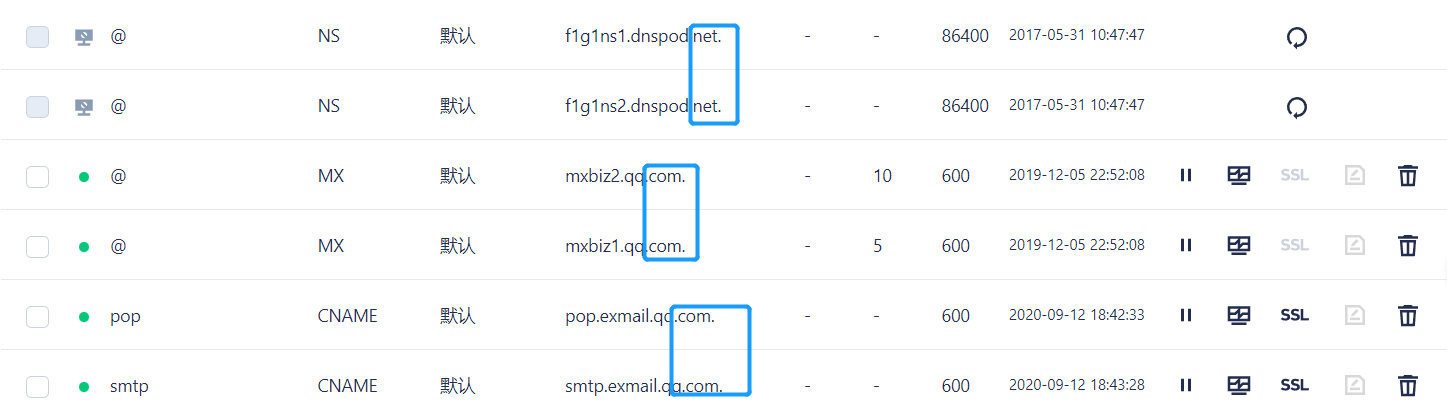 @ NS 默认 f1g1ns1.dnspod.net. - - 86400 2017-05-31 10:47:47
@ NS 默认 f1g1ns2.dnspod.net. - - 86400 2017-05-31 10:47:47
@ MX 默认 mxbiz2.qq.com. - 10 600 2019-12-05 22:52:08 SSL
@ MX 默认 mxbiz1.qq.com. - 5 600 2019-12-05 22:52:08 SSL
pop CNAME 默认 pop.exmail.qq.com. - - 600 2020-09-12 18:42:33 SSL
smtp CNAME 默认 smtp.exmail.qq.com. - - 600 2020-09-12 18:43:28 SSL